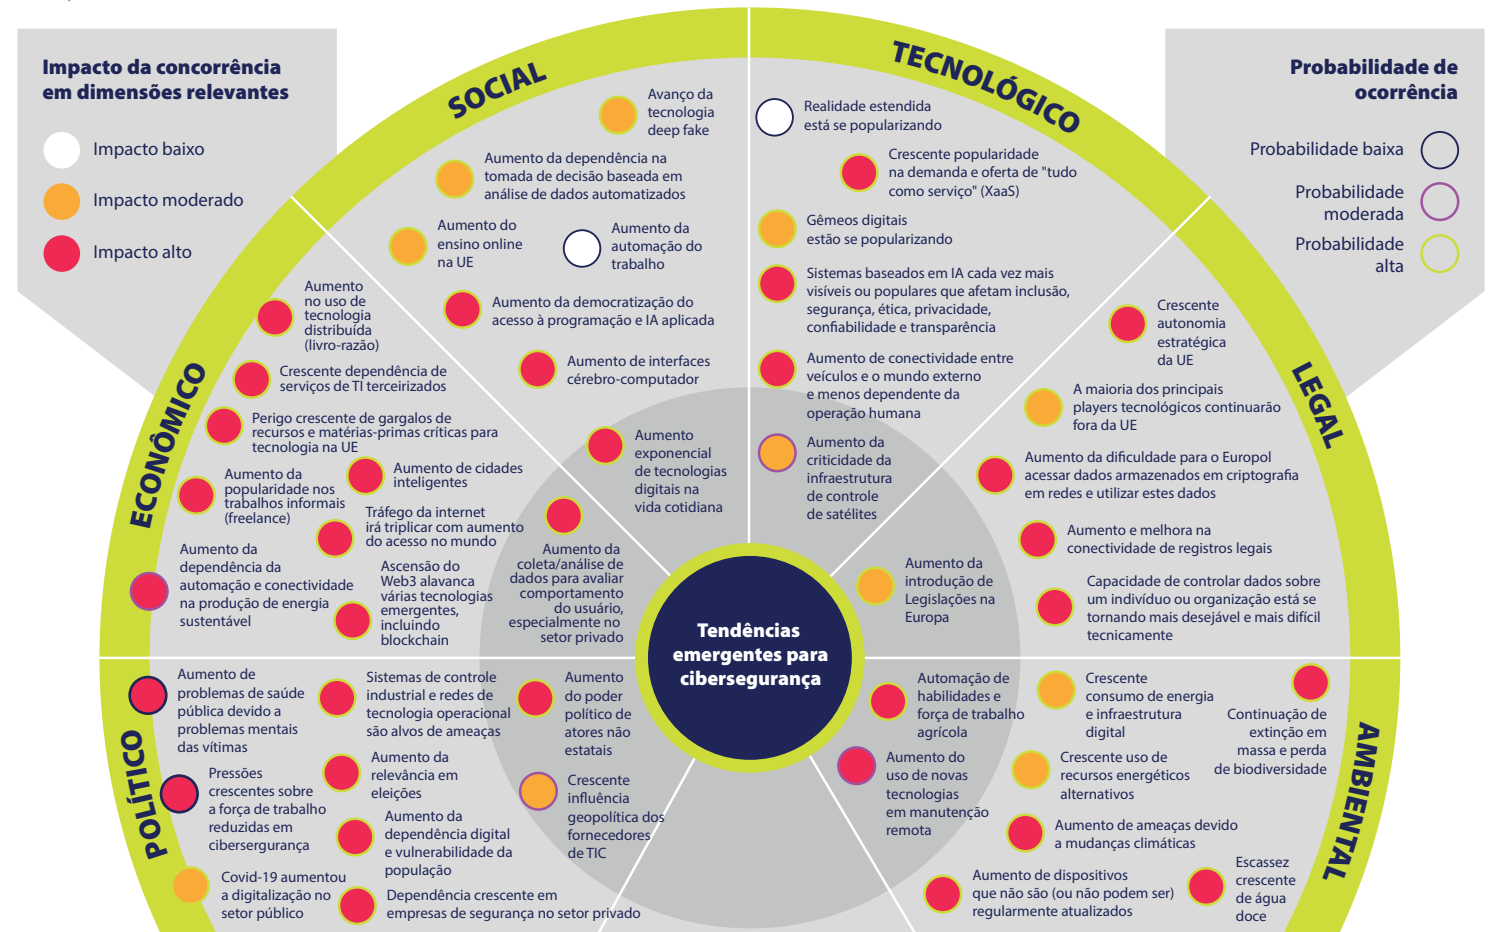 Impacto da concorrência
em dimensões relevantes
Impacto baixo
Impacto moderado
Impacto alto
Probabilidade de
ocorrência
Probabilidade baixa
Probabilidade
moderada
Probabilidade
alta
SOCIAL
Avanço da
tecnologia
deep fake
Aumento da dependência na
tomada de decisão baseada em
análise de dados automatizados
Aumento do
ensino online
na UE
Aumento da
automação do
trabalho
Aumento da democratização do
acesso à programação e IA aplicada
Aumento de interfaces
cérebro-computador
Aumento
exponencial
de tecnologias
digitais na
vida cotidiana
TECNOLÓGICO
Realidade estendida
está se popularizando
Crescente popularidade
na demanda e oferta de "tudo
como serviço" (XaaS)
Gêmeos digitais
estão se popularizando
Sistemas baseados em IA cada vez mais
visíveis ou populares que afetam inclusão,
segurança, ética, privacidade,
confiabilidade e transparência
Aumento de conectividade entre
veículos e o mundo externo
e menos dependente da
operação humana
Aumento da
criticidade da
infraestrutura
de controle
de satélites
LEGAL
Crescente
autonomia
estratégica
da UE
A maioria dos principais
players tecnológicos continuarão
fora da UE
Aumento da dificuldade para o Europol
acessar dados armazenados em criptografia
em redes e utilizar estes dados
Aumento e melhora na
conectividade de registros legais
Capacidade de controlar dados sobre
um indivíduo ou organização está se
tornando mais desejável e mais difícil
tecnicamente
Aumento da
introdução de
Legislações na
Europa
ECONÔMICO
Aumento
no uso de
tecnologia
distribuída
(livro-razão)
Crescente dependência de
serviços de TI terceirizados
Perigo crescente de gargalos de
recursos e matérias-primas críticas para
tecnologia na UE
Aumento da
popularidade nos
trabalhos informais
(freelance)
Aumento de cidades
inteligentes
Tráfego da internet
irá triplicar com aumento
do acesso no mundo
Aumento da
dependência da
automação e conectividade
na produção de energia
sustentável
Ascensão do
Web3 alavanca
várias tecnologias
emergentes,
incluindo
blockchain
Aumento da
coleta/análise de
dados para avaliar
comportamento
do usuário,
especialmente no
setor privado
Tendências
emergentes para
cibersegurança
POLÍTICO
Aumento de
problemas de saúde
pública devido a
problemas mentais
das vítimas
Sistemas de controle
industrial e redes de
tecnologia operacional
são alvos de ameaças
Aumento
do poder
político de
atores não
estatais
Pressões
crescentes sobre
a força de trabalho
reduzidas em
cibersergurança
Aumento da
relevância em
eleições
Aumento da
dependência digital
e vulnerabilidade da
população
Crescente
influência
geopolítica dos
fornecedores
de TIC
Covid-19 aumentou
a digitalização no
setor público
Dependência crescente em
empresas de segurança no setor privado
AMBIENTAL
Automação de
habilidades e
força de trabalho
agrícola
Crescente
consumo de energia
e infraestrutura
digital
Continuação de
extinção em
massa e perda
de biodiversidade
Aumento do
uso de novas
tecnologias
em manutenção
remota
Crescente uso de
recursos energéticos
alternativos
Aumento de ameaças devido
a mudanças climáticas
Aumento de dispositivos
que não são (ou não podem ser)
regularmente atualizados
Escassez
crescente
de água
doce